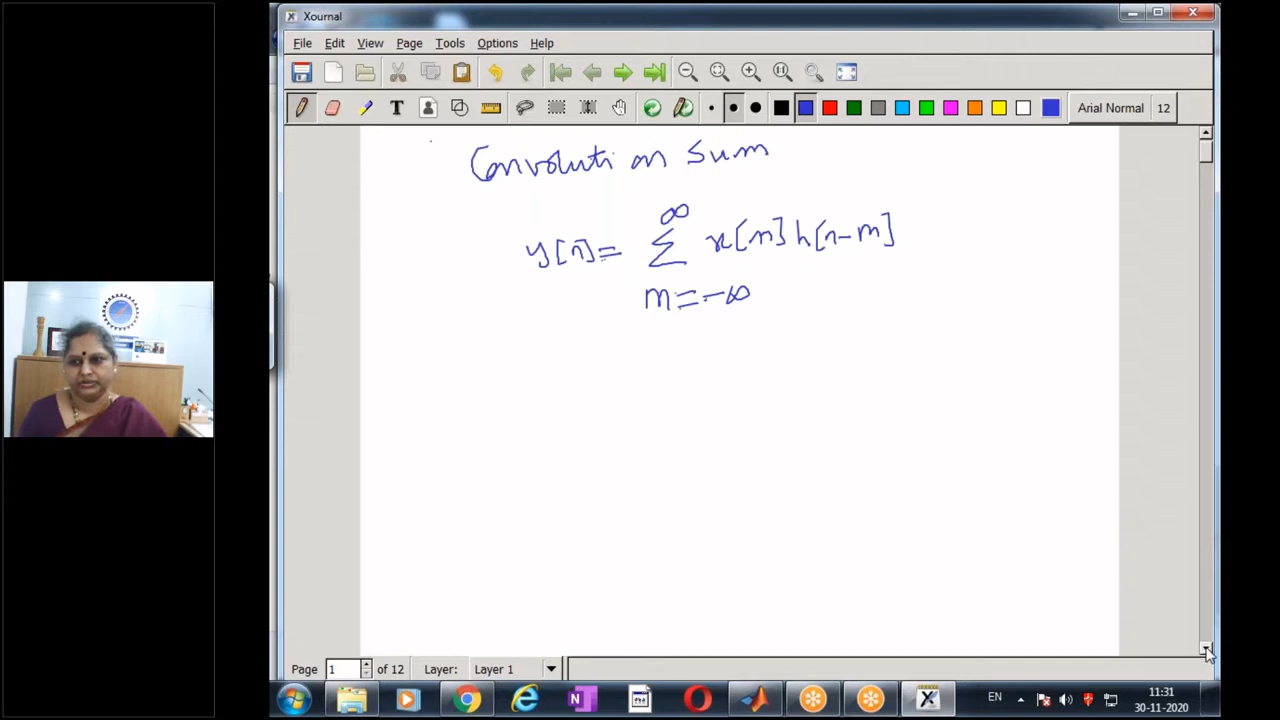 Xournal
File Edit View Page Tools Options Help
Arial Normal 12
Convolution Sum
y[n]= ∞ Σ m=-∞ x[m]h[n-m]
Page 1 of 12 Layer: Layer 1
EN 11:31
30-11-2020